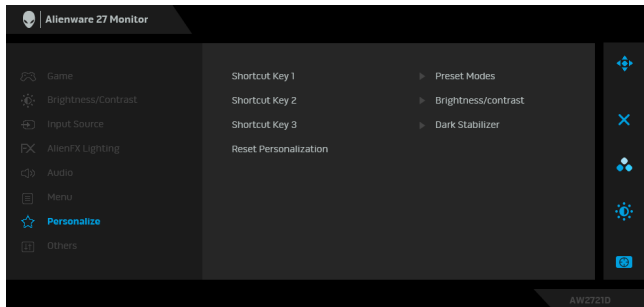 Alienware 27 Monitor
Game
Brightness/Contrast
Input Source
AlienFX Lighting
Audio
Menu
Personalize
Others
Shortcut Key 1 Preset Modes
Shortcut Key 2 Brightness/contrast
Shortcut Key 3 Dark Stabilizer
Reset Personalization
AW2721D